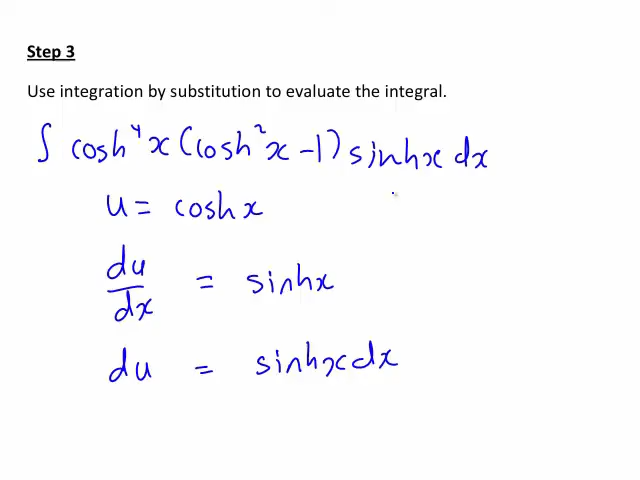 Step 3
Use integration by substitution to evaluate the integral.
∫ cosh⁴x (cosh²x - 1) sinhx dx
u = coshx
du/dx = sinhx
du = sinhx dx